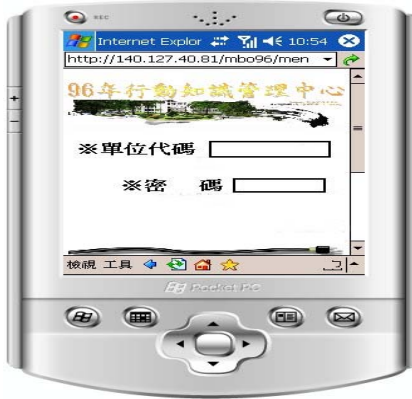 REC
Internet Explor 10:54
http://140.127.40.81/mbo96/men
96年行動知識管理中心
※單位代碼
※密 碼
檢視 工具
Pocket PC